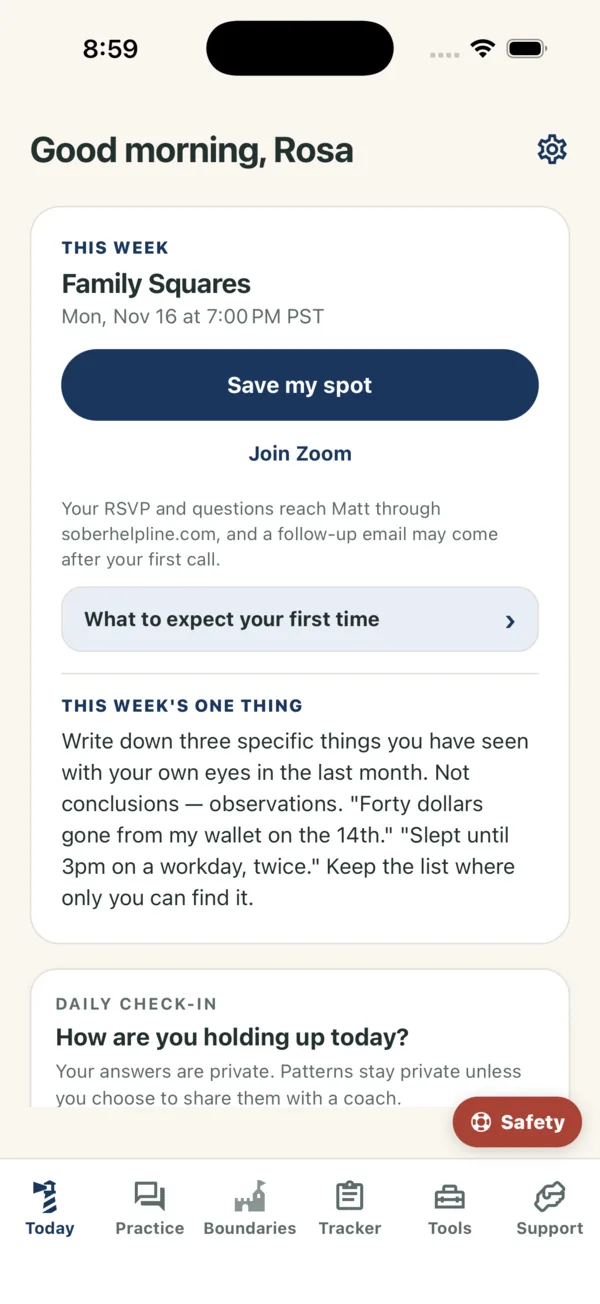 8:59
Good morning, Rosa
THIS WEEK
Family Squares
Mon, Nov 16 at 7:00 PM PST
Save my spot
Join Zoom
Your RSVP and questions reach Matt through
soberhelpline.com, and a follow-up email may come
after your first call.
What to expect your first time
THIS WEEK'S ONE THING
Write down three specific things you have seen
with your own eyes in the last month. Not
conclusions — observations. "Forty dollars
gone from my wallet on the 14th." "Slept until
3pm on a workday, twice." Keep the list where
only you can find it.
DAILY CHECK-IN
How are you holding up today?
Your answers are private. Patterns stay private unless
you choose to share them with a coach.
Safety
Today
Practice
Boundaries
Tracker
Tools
Support